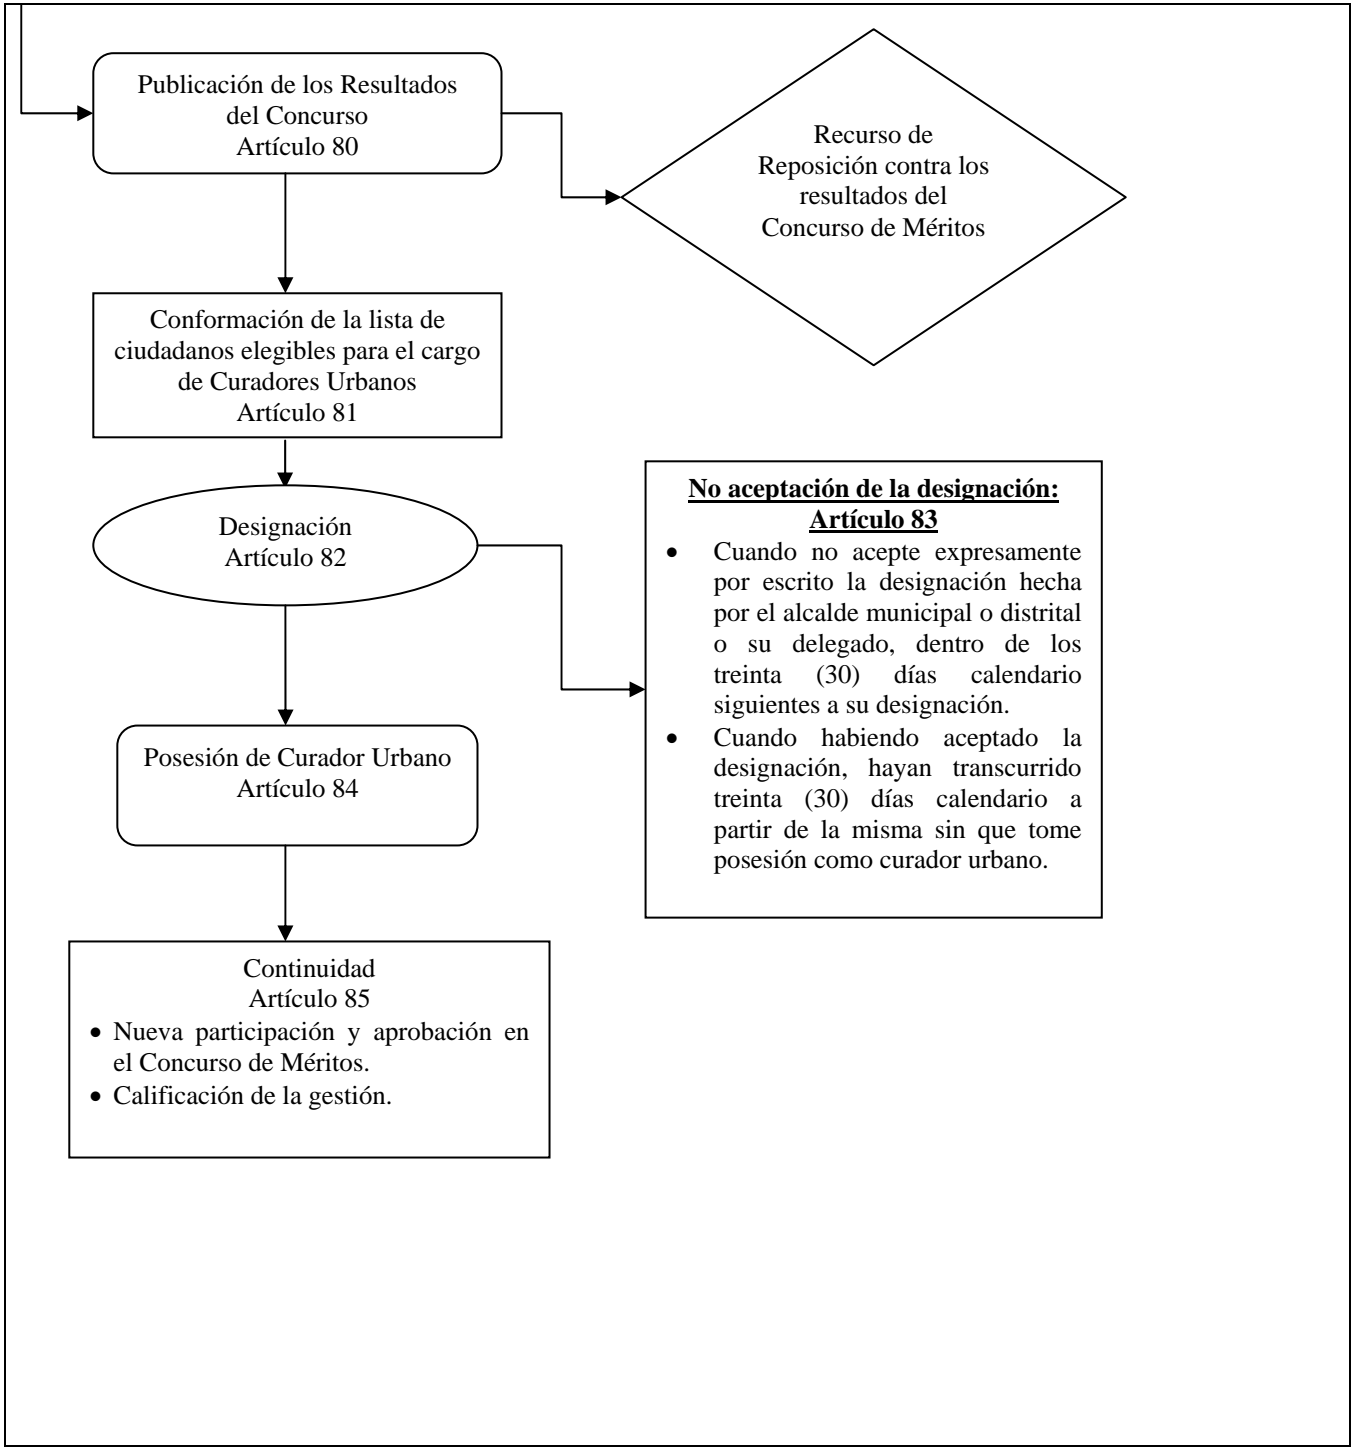 Publicación de los Resultados
del Concurso
Artículo 80
Recurso de
Reposición contra los
resultados del
Concurso de Méritos
Conformación de la lista de
ciudadanos elegibles para el cargo
de Curadores Urbanos
Artículo 81
Designación
Artículo 82
No aceptación de la designación:
Artículo 83
• Cuando no acepte expresamente
por escrito la designación hecha
por el alcalde municipal o distrital
o su delegado, dentro de los
treinta (30) días calendario
siguientes a su designación.
• Cuando habiendo aceptado la
designación, hayan transcurrido
treinta (30) días calendario a
partir de la misma sin que tome
posesión como curador urbano.
Posesión de Curador Urbano
Artículo 84
Continuidad
Artículo 85
• Nueva participación y aprobación en
el Concurso de Méritos.
• Calificación de la gestión.